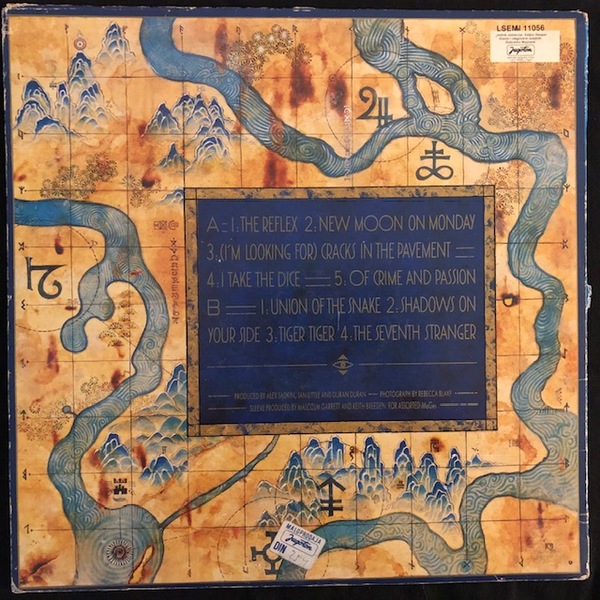 LSEMI 11056
Jugoton
A - 1. THE REFLEX 2. NEW MOON ON MONDAY
3. (I'M LOOKING FOR) CRACKS IN THE PAVEMENT
4. I TAKE THE DICE 5. OF CRIME AND PASSION
B 1. UNION OF THE SNAKE 2. SHADOWS ON
YOUR SIDE 3. TIGER TIGER 4. THE SEVENTH STRANGER
PRODUCED BY ALEX SADKIN, IAN LITTLE AND DURAN DURAN PHOTOGRAPH BY REBECCA BLAKE
SLEEVE PRODUCED BY MALCOLM GARRETT AND KEITH BREEDEN FOR ASSORTED iMaGes
MALOPRODAJA
Jugoton
DIN